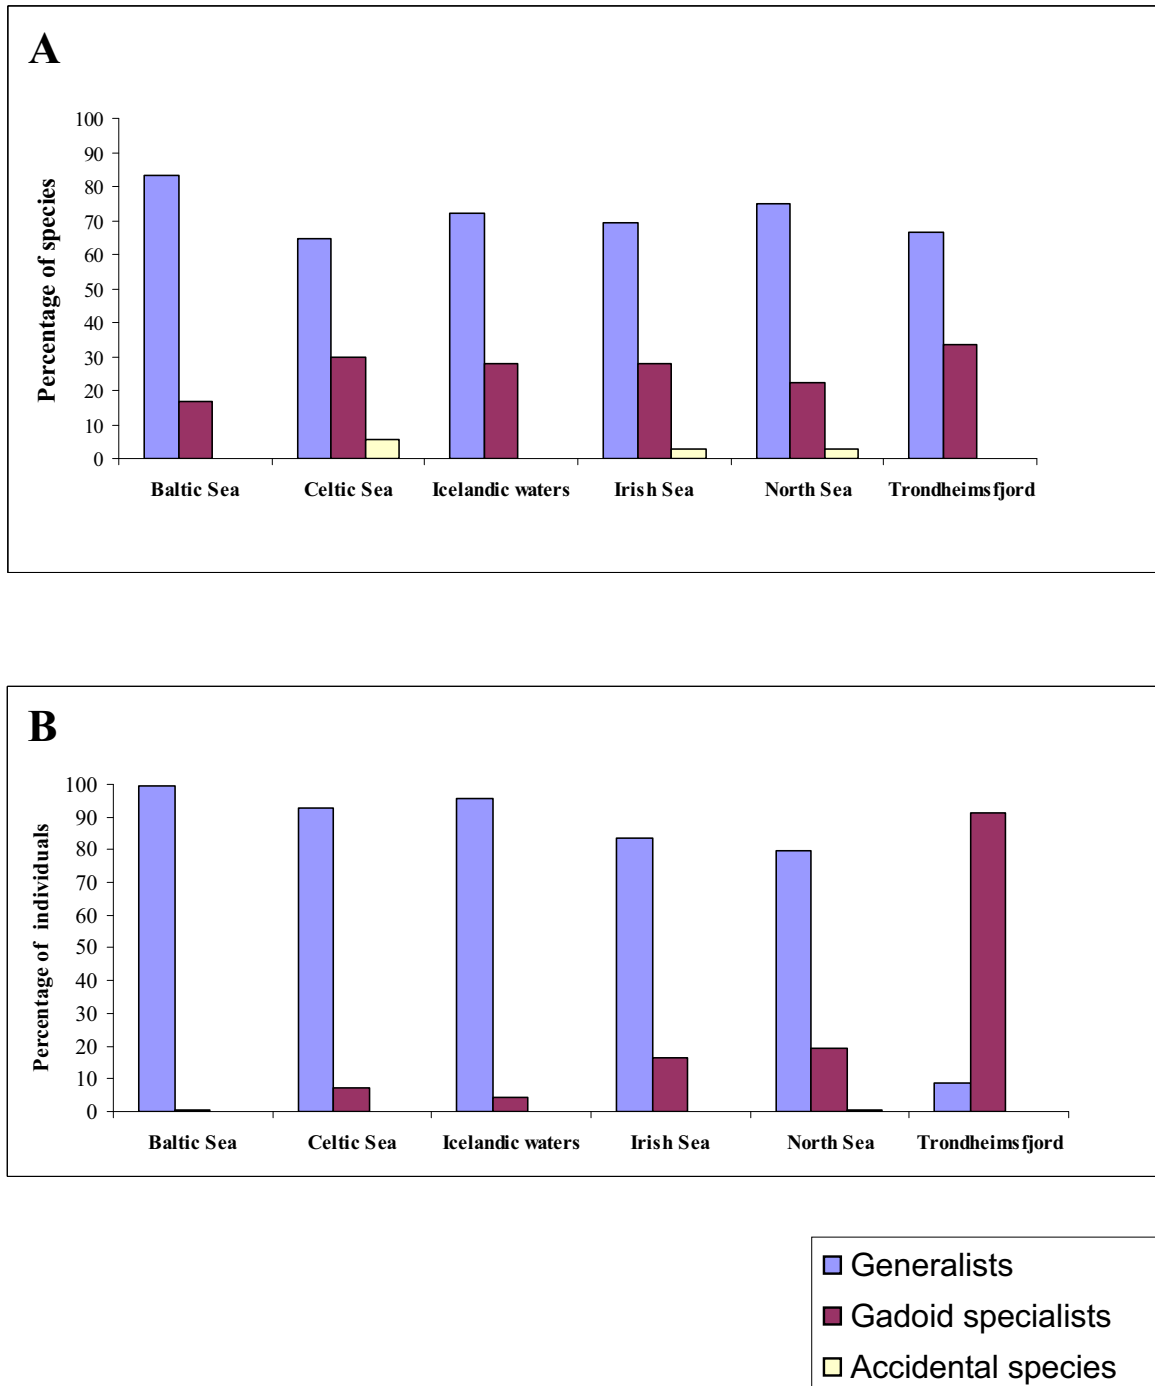 A
Percentage of species
100
90
80
70
60
50
40
30
20
10
0
Baltic Sea Celtic Sea Icelandic waters Irish Sea North Sea Trondheimsfjord
B
Percentage of individuals
100
90
80
70
60
50
40
30
20
10
0
Baltic Sea Celtic Sea Icelandic waters Irish Sea North Sea Trondheimsfjord
Generalists
Gadoid specialists
Accidental species